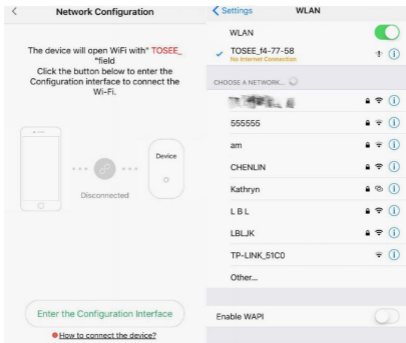 Network Configuration
The device will open WiFi with" TOSEE_
"field
Click the button below to enter the
Configuration interface to connect the
Wi-Fi.
Device
Disconnected
Enter the Configuration Interface
How to connect the device?
Settings
WLAN
WLAN
TOSEE_f4-77-58
No Internet Connection
CHOOSE A NETWORK...
555555
am
CHENLIN
Kathryn
L B L
LBLJK
TP-LINK_51C0
Other...
Enable WAPI